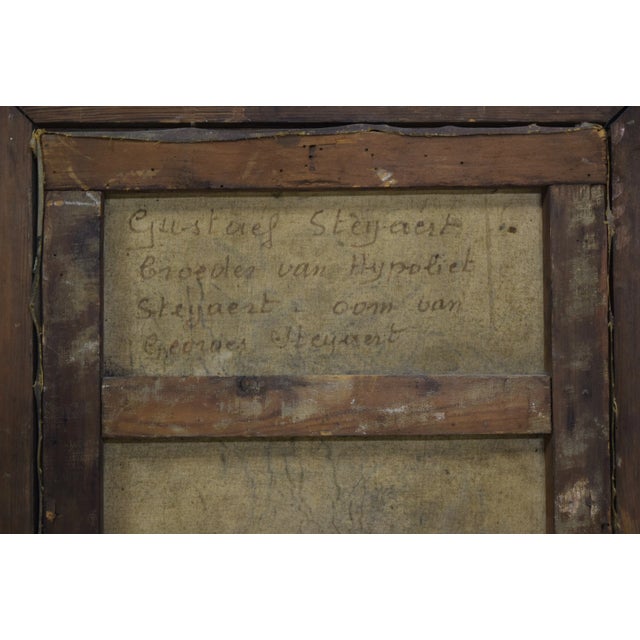 Gustaef Steyaert
broeder van Hypoliet
Steyaert - oom van
Georges Steyaert